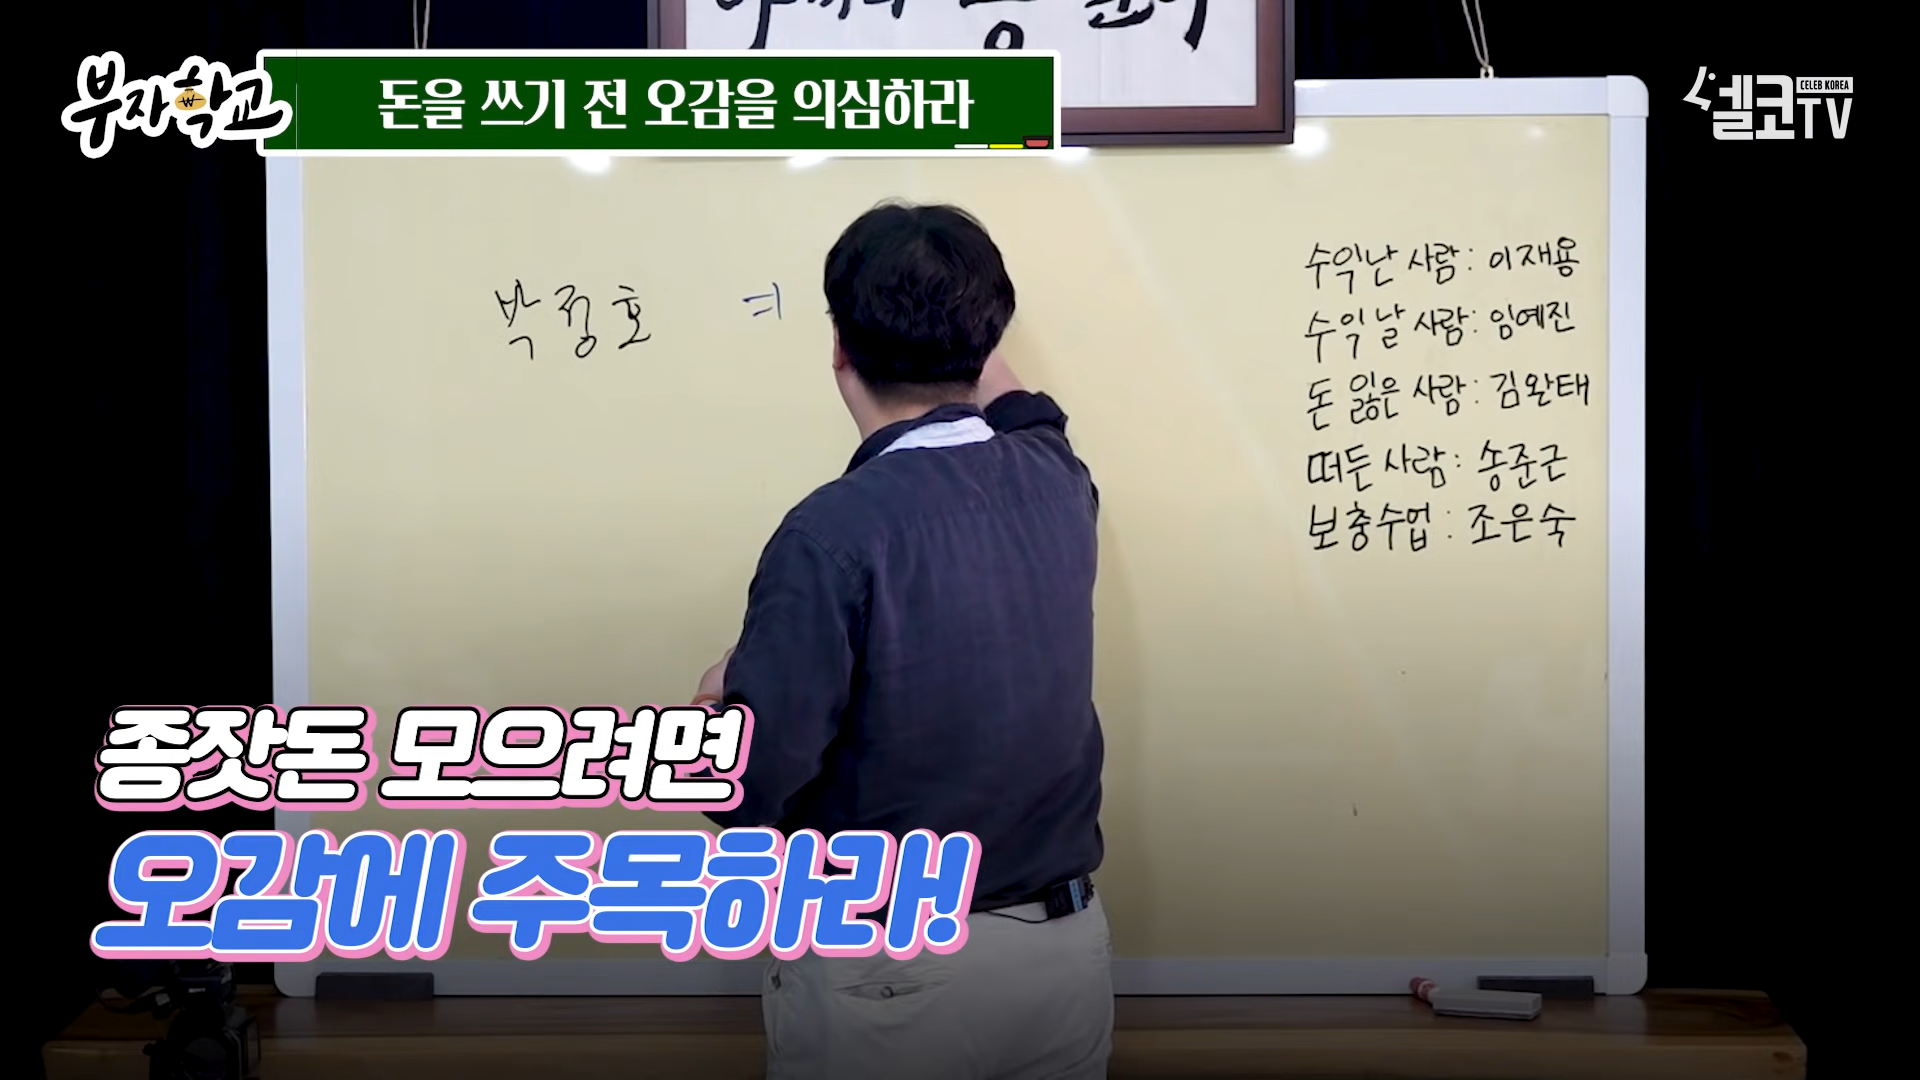 부자학교
돈을 쓰기 전 오감을 의심하라
CELEB KOREA
셀코TV
박정호
수익난 사람: 이재용
수익 날 사람: 임예진
돈 잃은 사람: 김완태
떠든 사람: 송준근
보충수업: 조은숙
종잣돈 모으려면
오감에 주목하라!